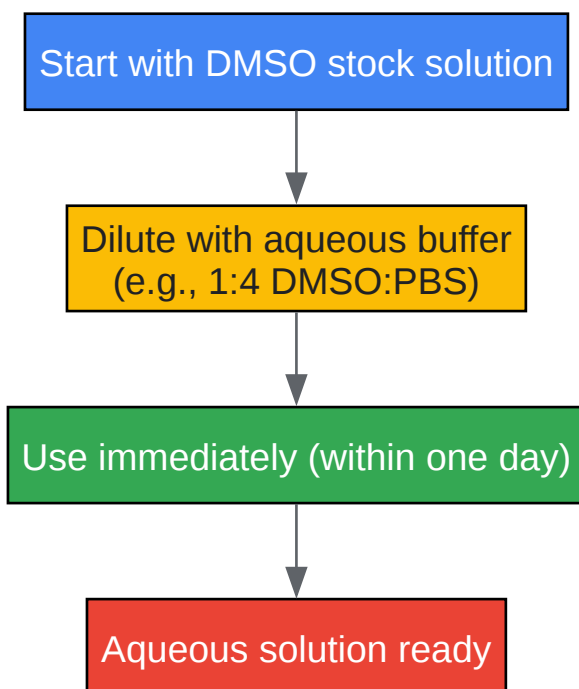 Start with DMSO stock solution
Dilute with aqueous buffer
(e.g., 1:4 DMSO:PBS)
Use immediately (within one day)
Aqueous solution ready